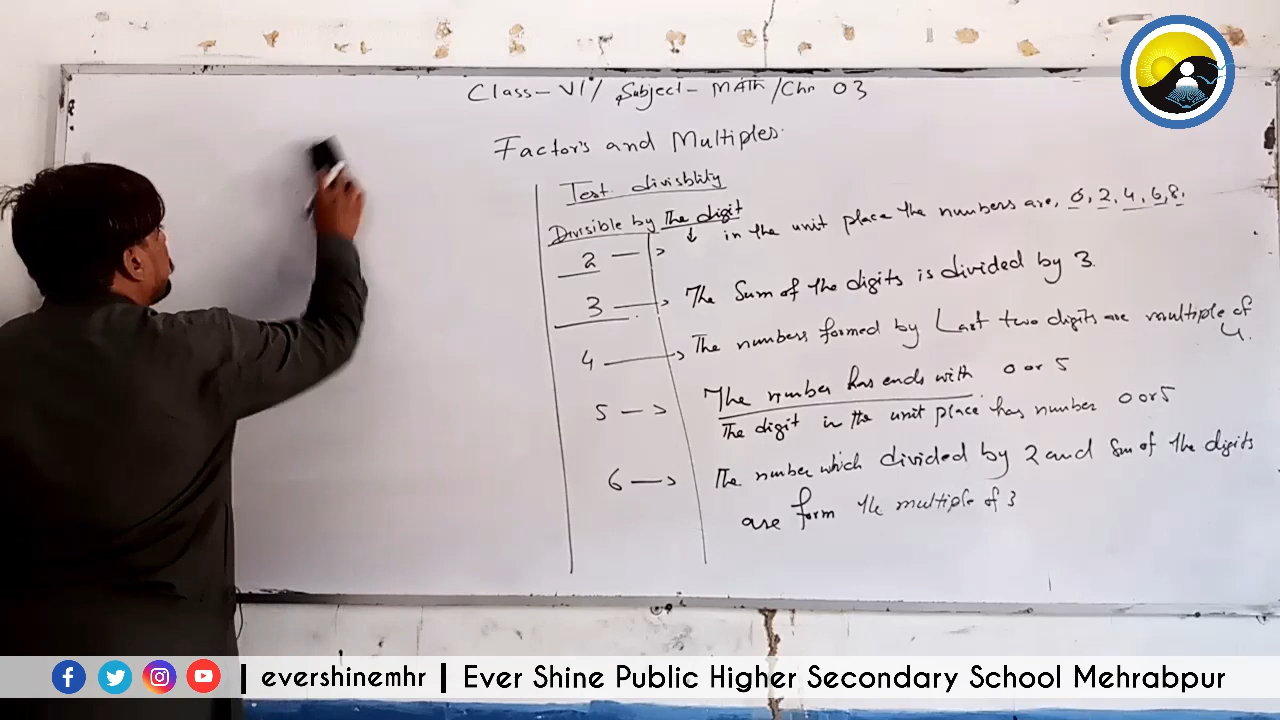 Class-VI / Subject- MATH /Chr 03
Factors and Multiples.
Test divisblity
Divisible by The digit
2 → in the unit place the numbers are, 0, 2, 4, 6, 8.
3 → The Sum of the digits is divided by 3.
4 → The numbers formed by Last two digits are multiple of
4.
5 → The number has ends with 0 or 5
The digit in the unit place has number 0 or 5
6 → The number which divided by 2 and Sum of the digits
are form the multiple of 3
| evershinemhr | Ever Shine Public Higher Secondary School Mehrabpur